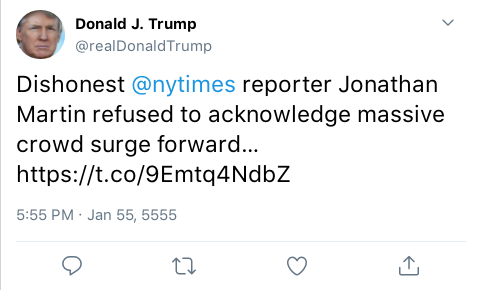 Donald J. Trump
@realDonaldTrump
Dishonest @nytimes reporter Jonathan
Martin refused to acknowledge massive
crowd surge forward...
https://t.co/9Emtq4NdbZ
5:55 PM · Jan 55, 5555